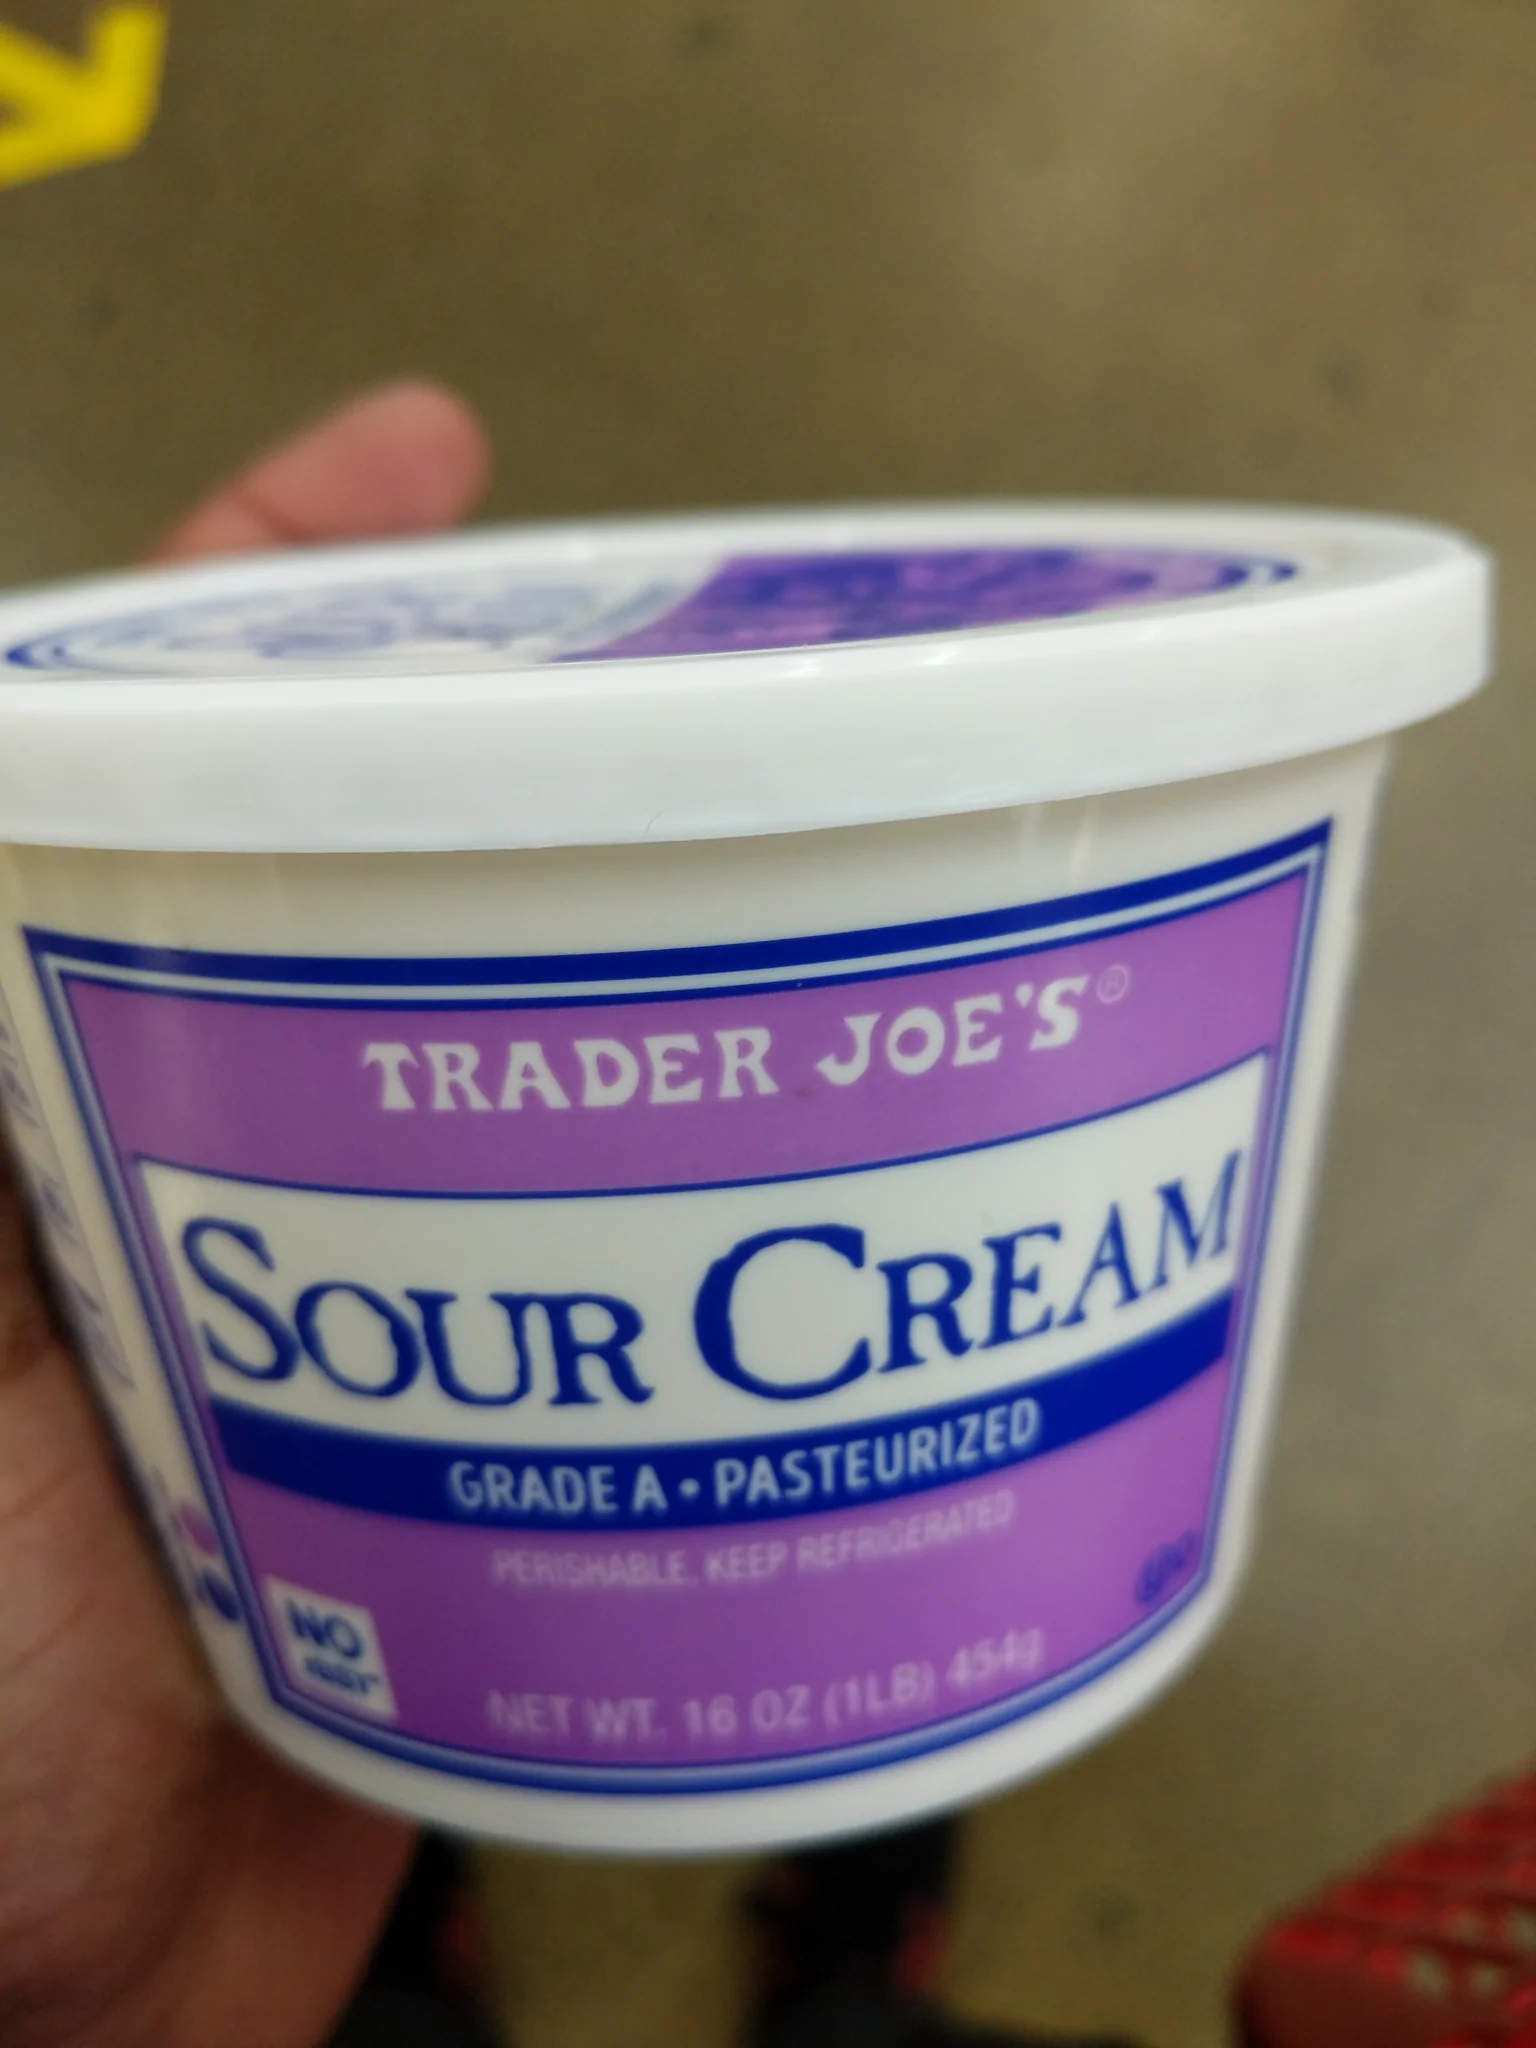 TRADER JOE'S®
SOUR CREAM
GRADE A • PASTEURIZED
PERISHABLE. KEEP REFRIGERATED
NO
NET WT. 16 OZ (1LB) 454g